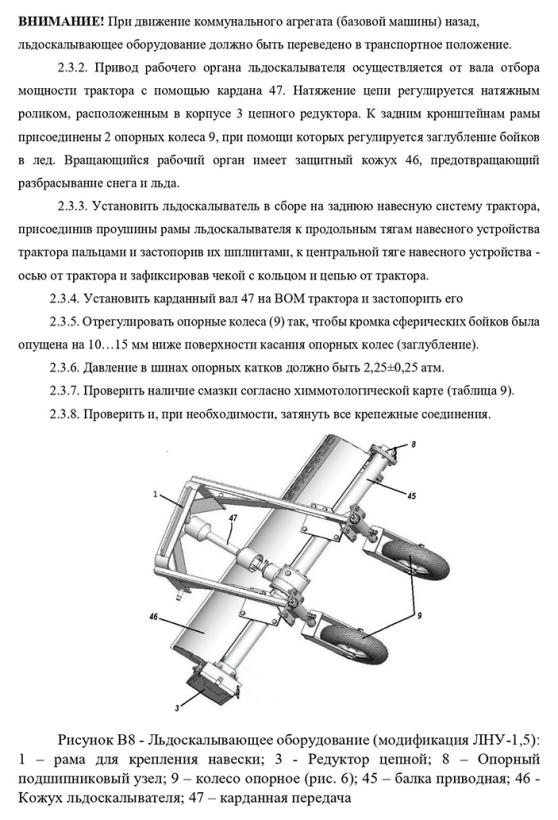 ВНИМАНИЕ! При движение коммунального агрегата (базовой машины) назад,
льдоскалывающее оборудование должно быть переведено в транспортное положение.
2.3.2. Привод рабочего органа льдоскалывателя осуществляется от вала отбора
мощности трактора с помощью кардана 47. Натяжение цепи регулируется натяжным
роликом, расположенным в корпусе 3 цепного редуктора. К задним кронштейнам рамы
присоединены 2 опорных колеса 9, при помощи которых регулируется заглубление бойков
в лед. Вращающийся рабочий орган имеет защитный кожух 46, предотвращающий
разбрасывание снега и льда.
2.3.3. Установить льдоскалыватель в сборе на заднюю навесную систему трактора,
присоединив проушины рамы льдоскалывателя к продольным тягам навесного устройства
трактора пальцами и застопорив их шплинтами, к центральной тяге навесного устройства -
осью от трактора и зафиксировав чекой с кольцом и цепью от трактора.
2.3.4. Установить карданный вал 47 на ВОМ трактора и застопорить его
2.3.5. Отрегулировать опорные колеса (9) так, чтобы кромка сферических бойков была
опущена на 10…15 мм ниже поверхности касания опорных колес (заглубление).
2.3.6. Давление в шинах опорных катков должно быть 2,25±0,25 атм.
2.3.7. Проверить наличие смазки согласно химмотологической карте (таблица 9).
2.3.8. Проверить и, при необходимости, затянуть все крепежные соединения.
8
45
1
47
9
46
3
Рисунок В8 - Льдоскалывающее оборудование (модификация ЛНУ-1,5):
1 – рама для крепления навески; 3 - Редуктор цепной; 8 – Опорный
подшипниковый узел; 9 – колесо опорное (рис. 6); 45 – балка приводная; 46 -
Кожух льдоскалывателя; 47 – карданная передача